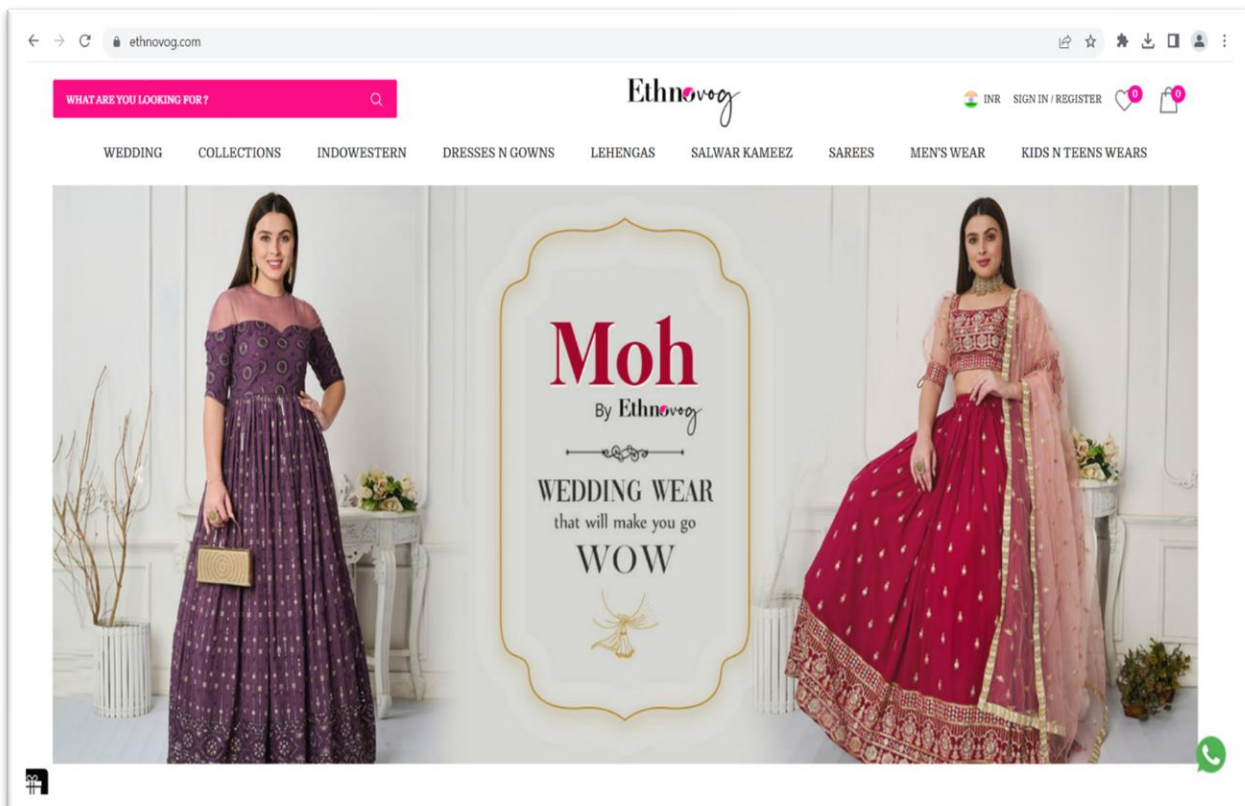 ethnovog.com
WHAT ARE YOU LOOKING FOR ?
Ethnovog
INR SIGN IN / REGISTER 0 0
WEDDING COLLECTIONS INDOWESTERN DRESSES N GOWNS LEHENGAS SALWAR KAMEEZ SAREES MEN'S WEAR KIDS N TEENS WEARS
Moh
By Ethnovog
WEDDING WEAR
that will make you go
WOW